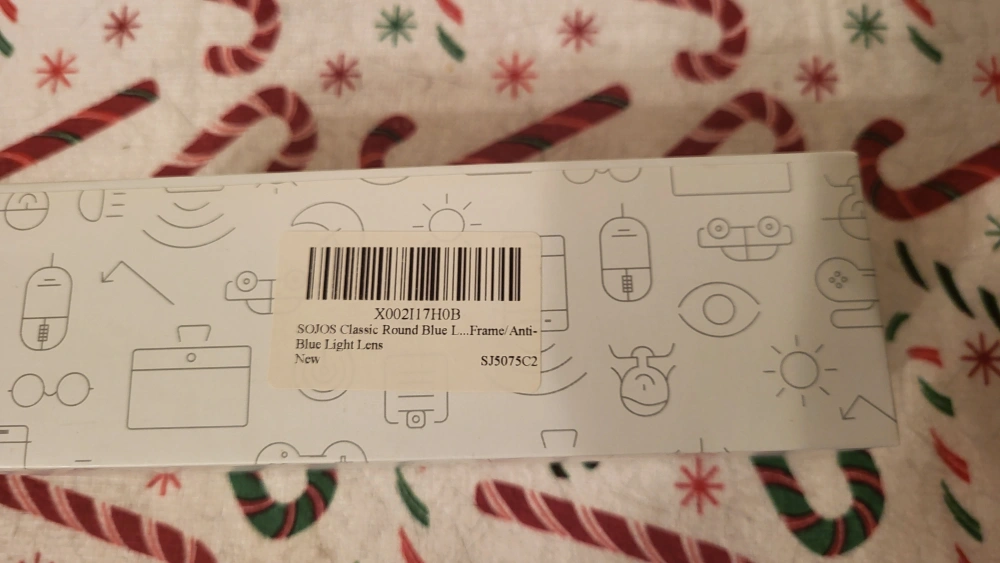 X002I17H0B
SOJOS Classic Round Blue L...Frame/Anti-
Blue Light Lens
New SJ5075C2